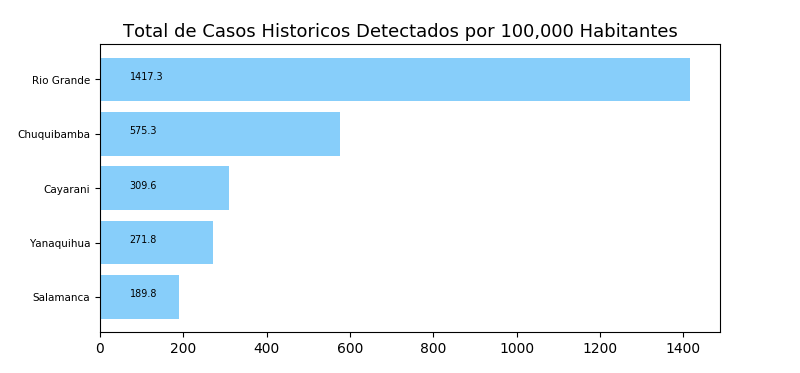 Total de Casos Historicos Detectados por 100,000 Habitantes
Rio Grande 1417.3
Chuquibamba 575.3
Cayarani 309.6
Yanaquihua 271.8
Salamanca 189.8
0 200 400 600 800 1000 1200 1400